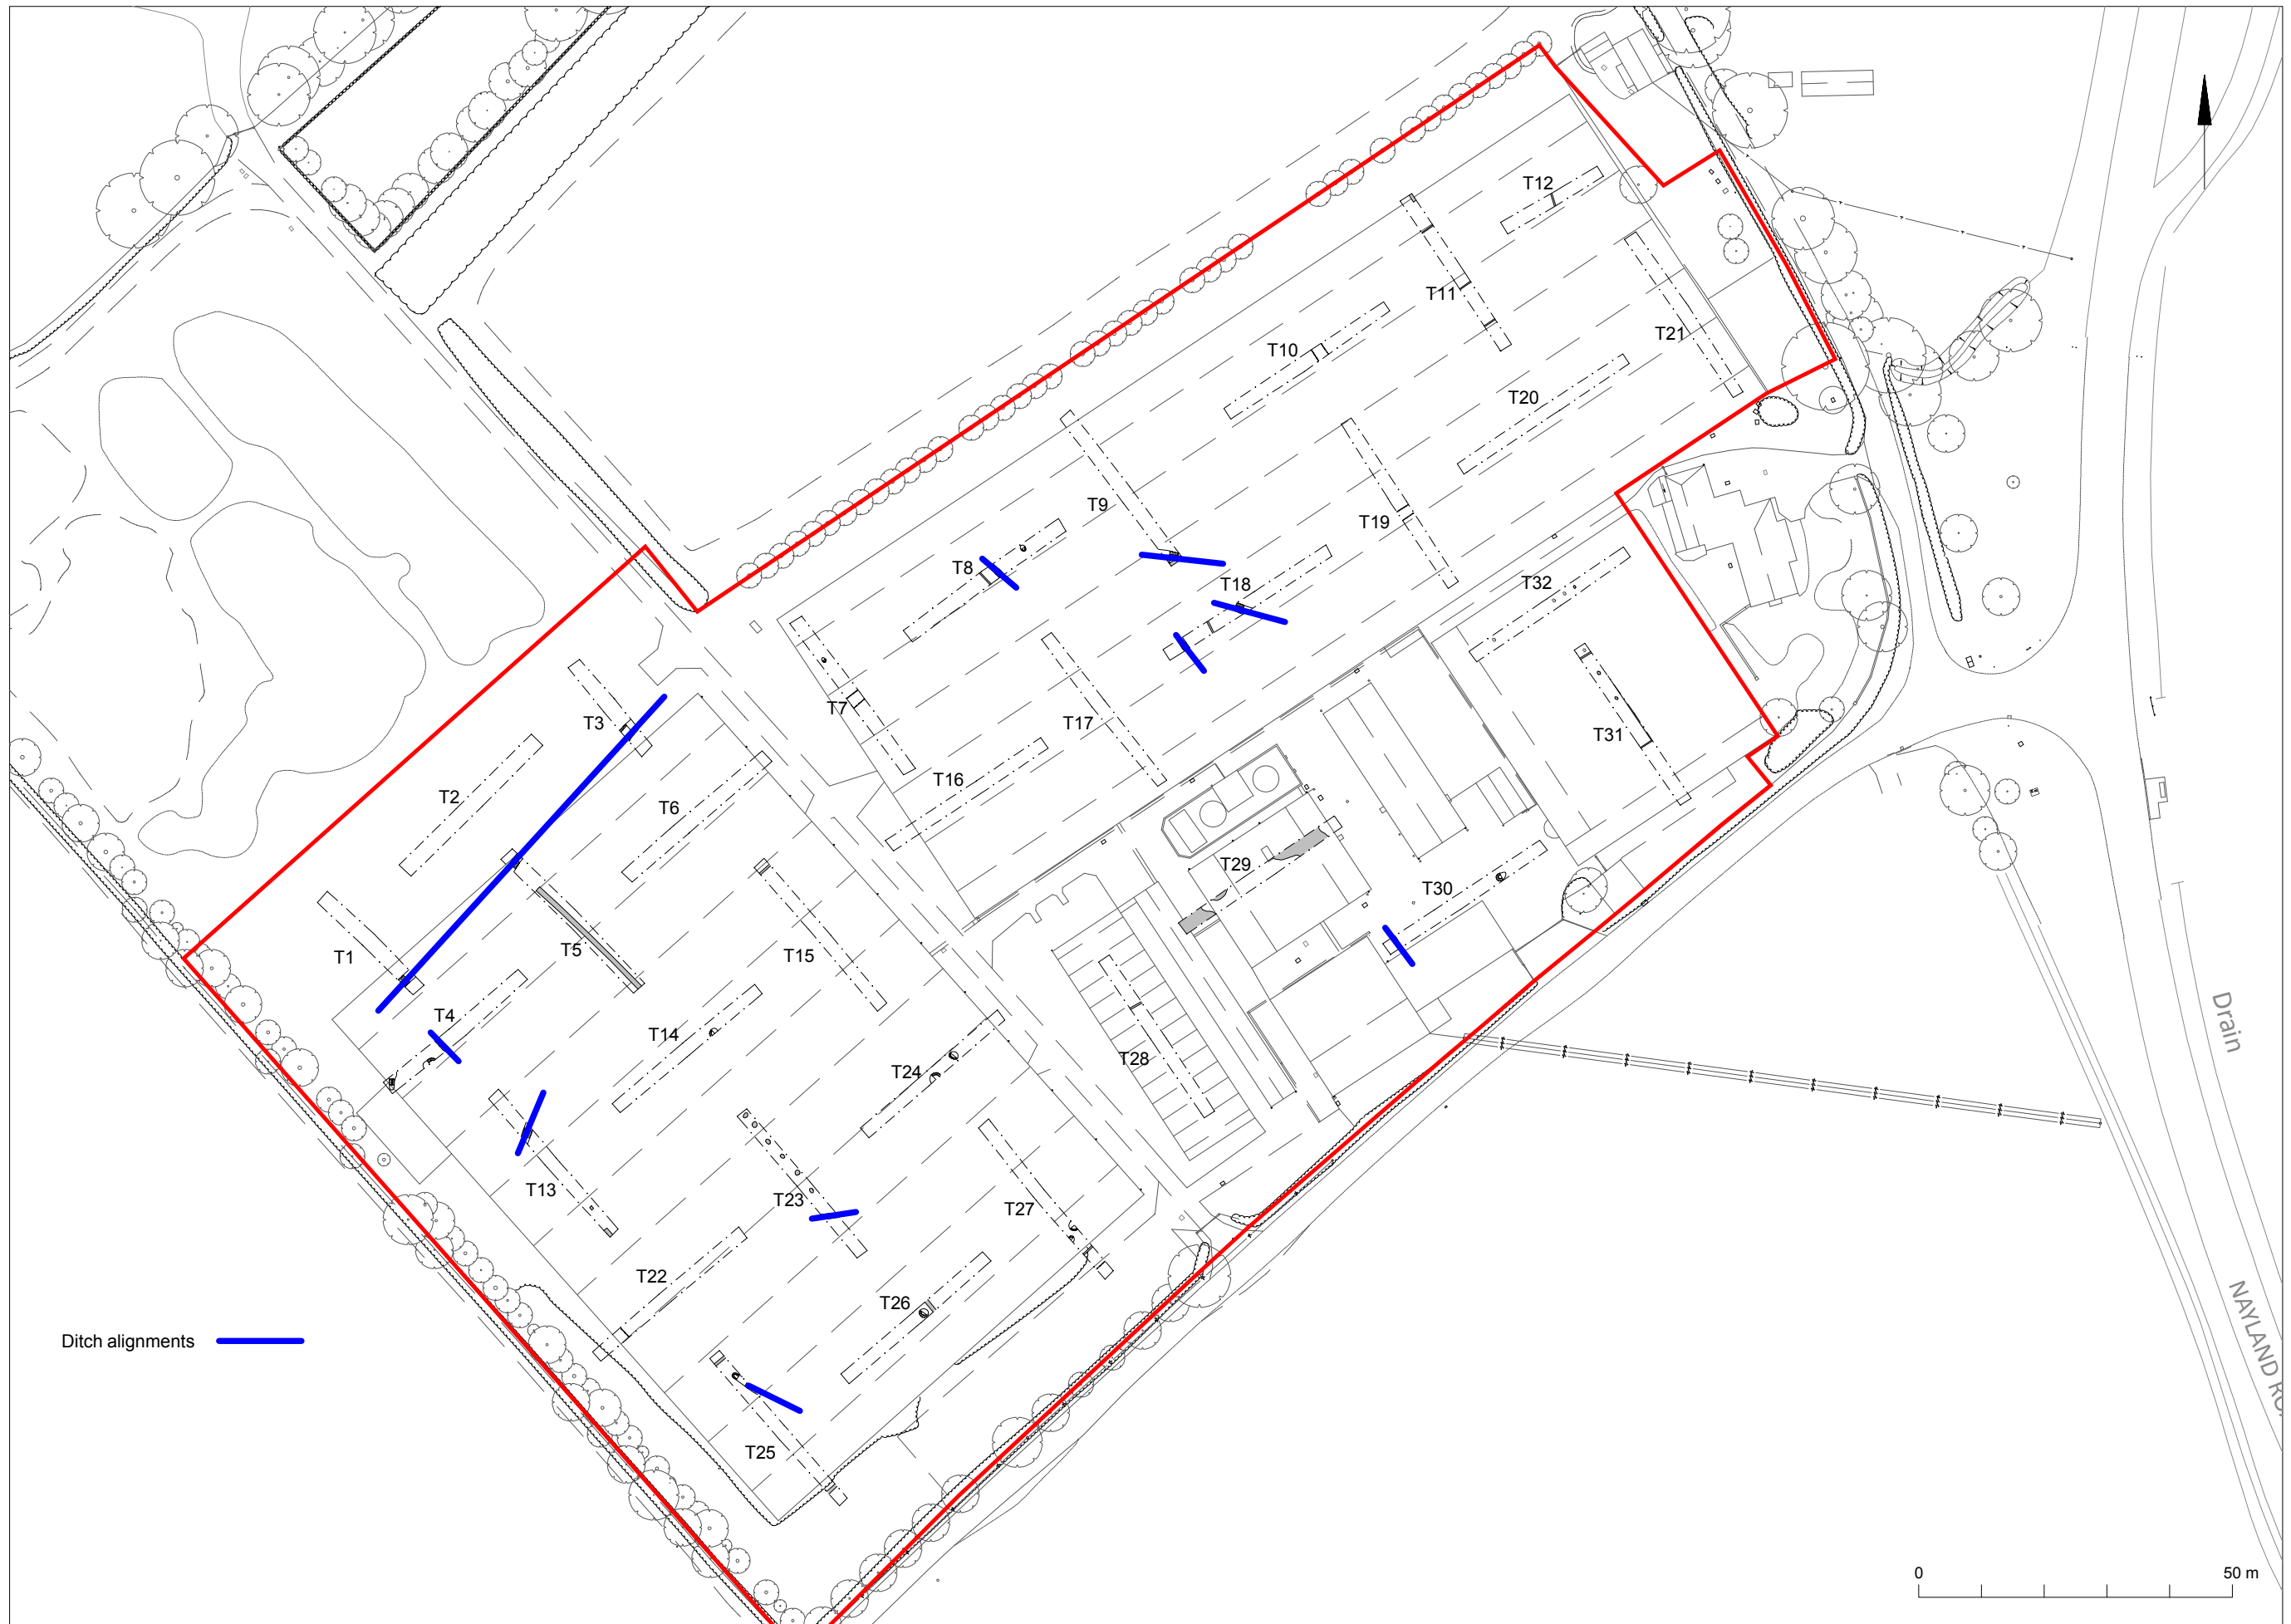 T12
T11
T21
T10
T20
T9
T19
T8
T18
T32
T3
T7
T17
T31
T2
T6
T16
T29
T30
T1
T5
T15
T4
T14
T24
T28
Drain
T13
T23
T27
T22
T26
T25
Ditch alignments
NAYLAND
0
50 m